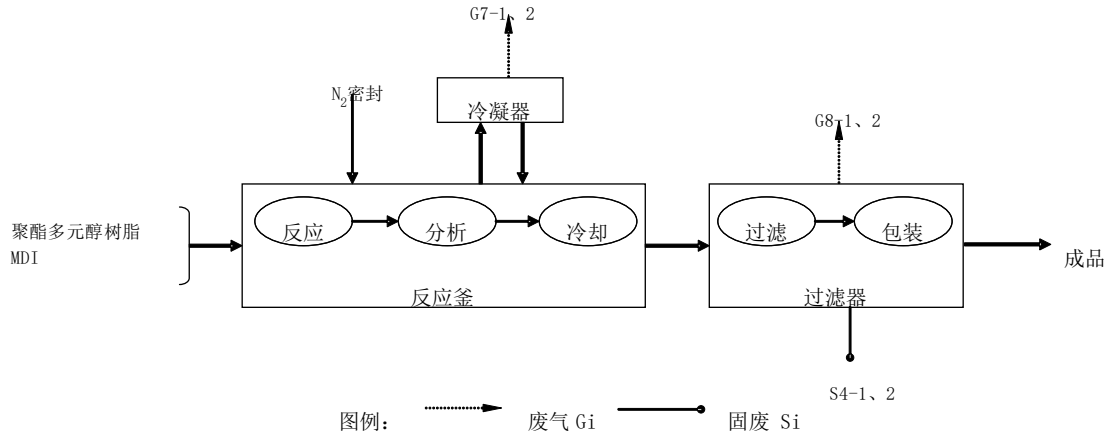 G7-1、2
N2密封
冷凝器
G8-1、2
聚酯多元醇树脂
MDI
反应
分析
冷却
反应釜
过滤
包装
过滤器
成品
S4-1、2
图例： 废气 Gi 固废 Si